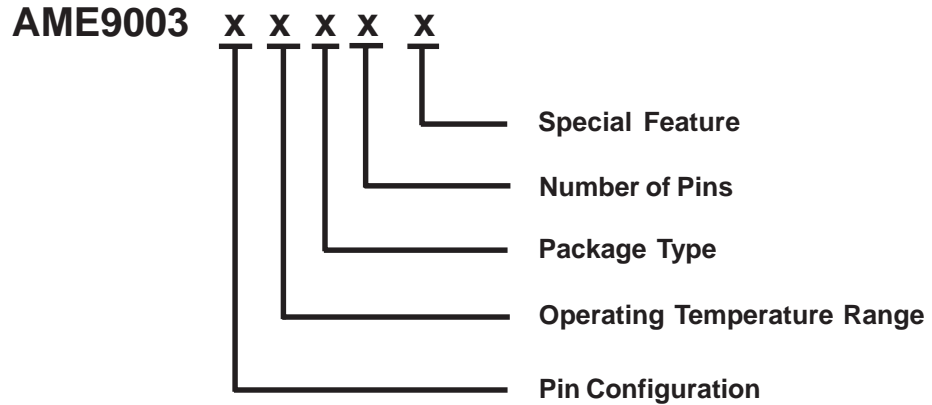 AME9003 x x x x x
Special Feature
Number of Pins
Package Type
Operating Temperature Range
Pin Configuration